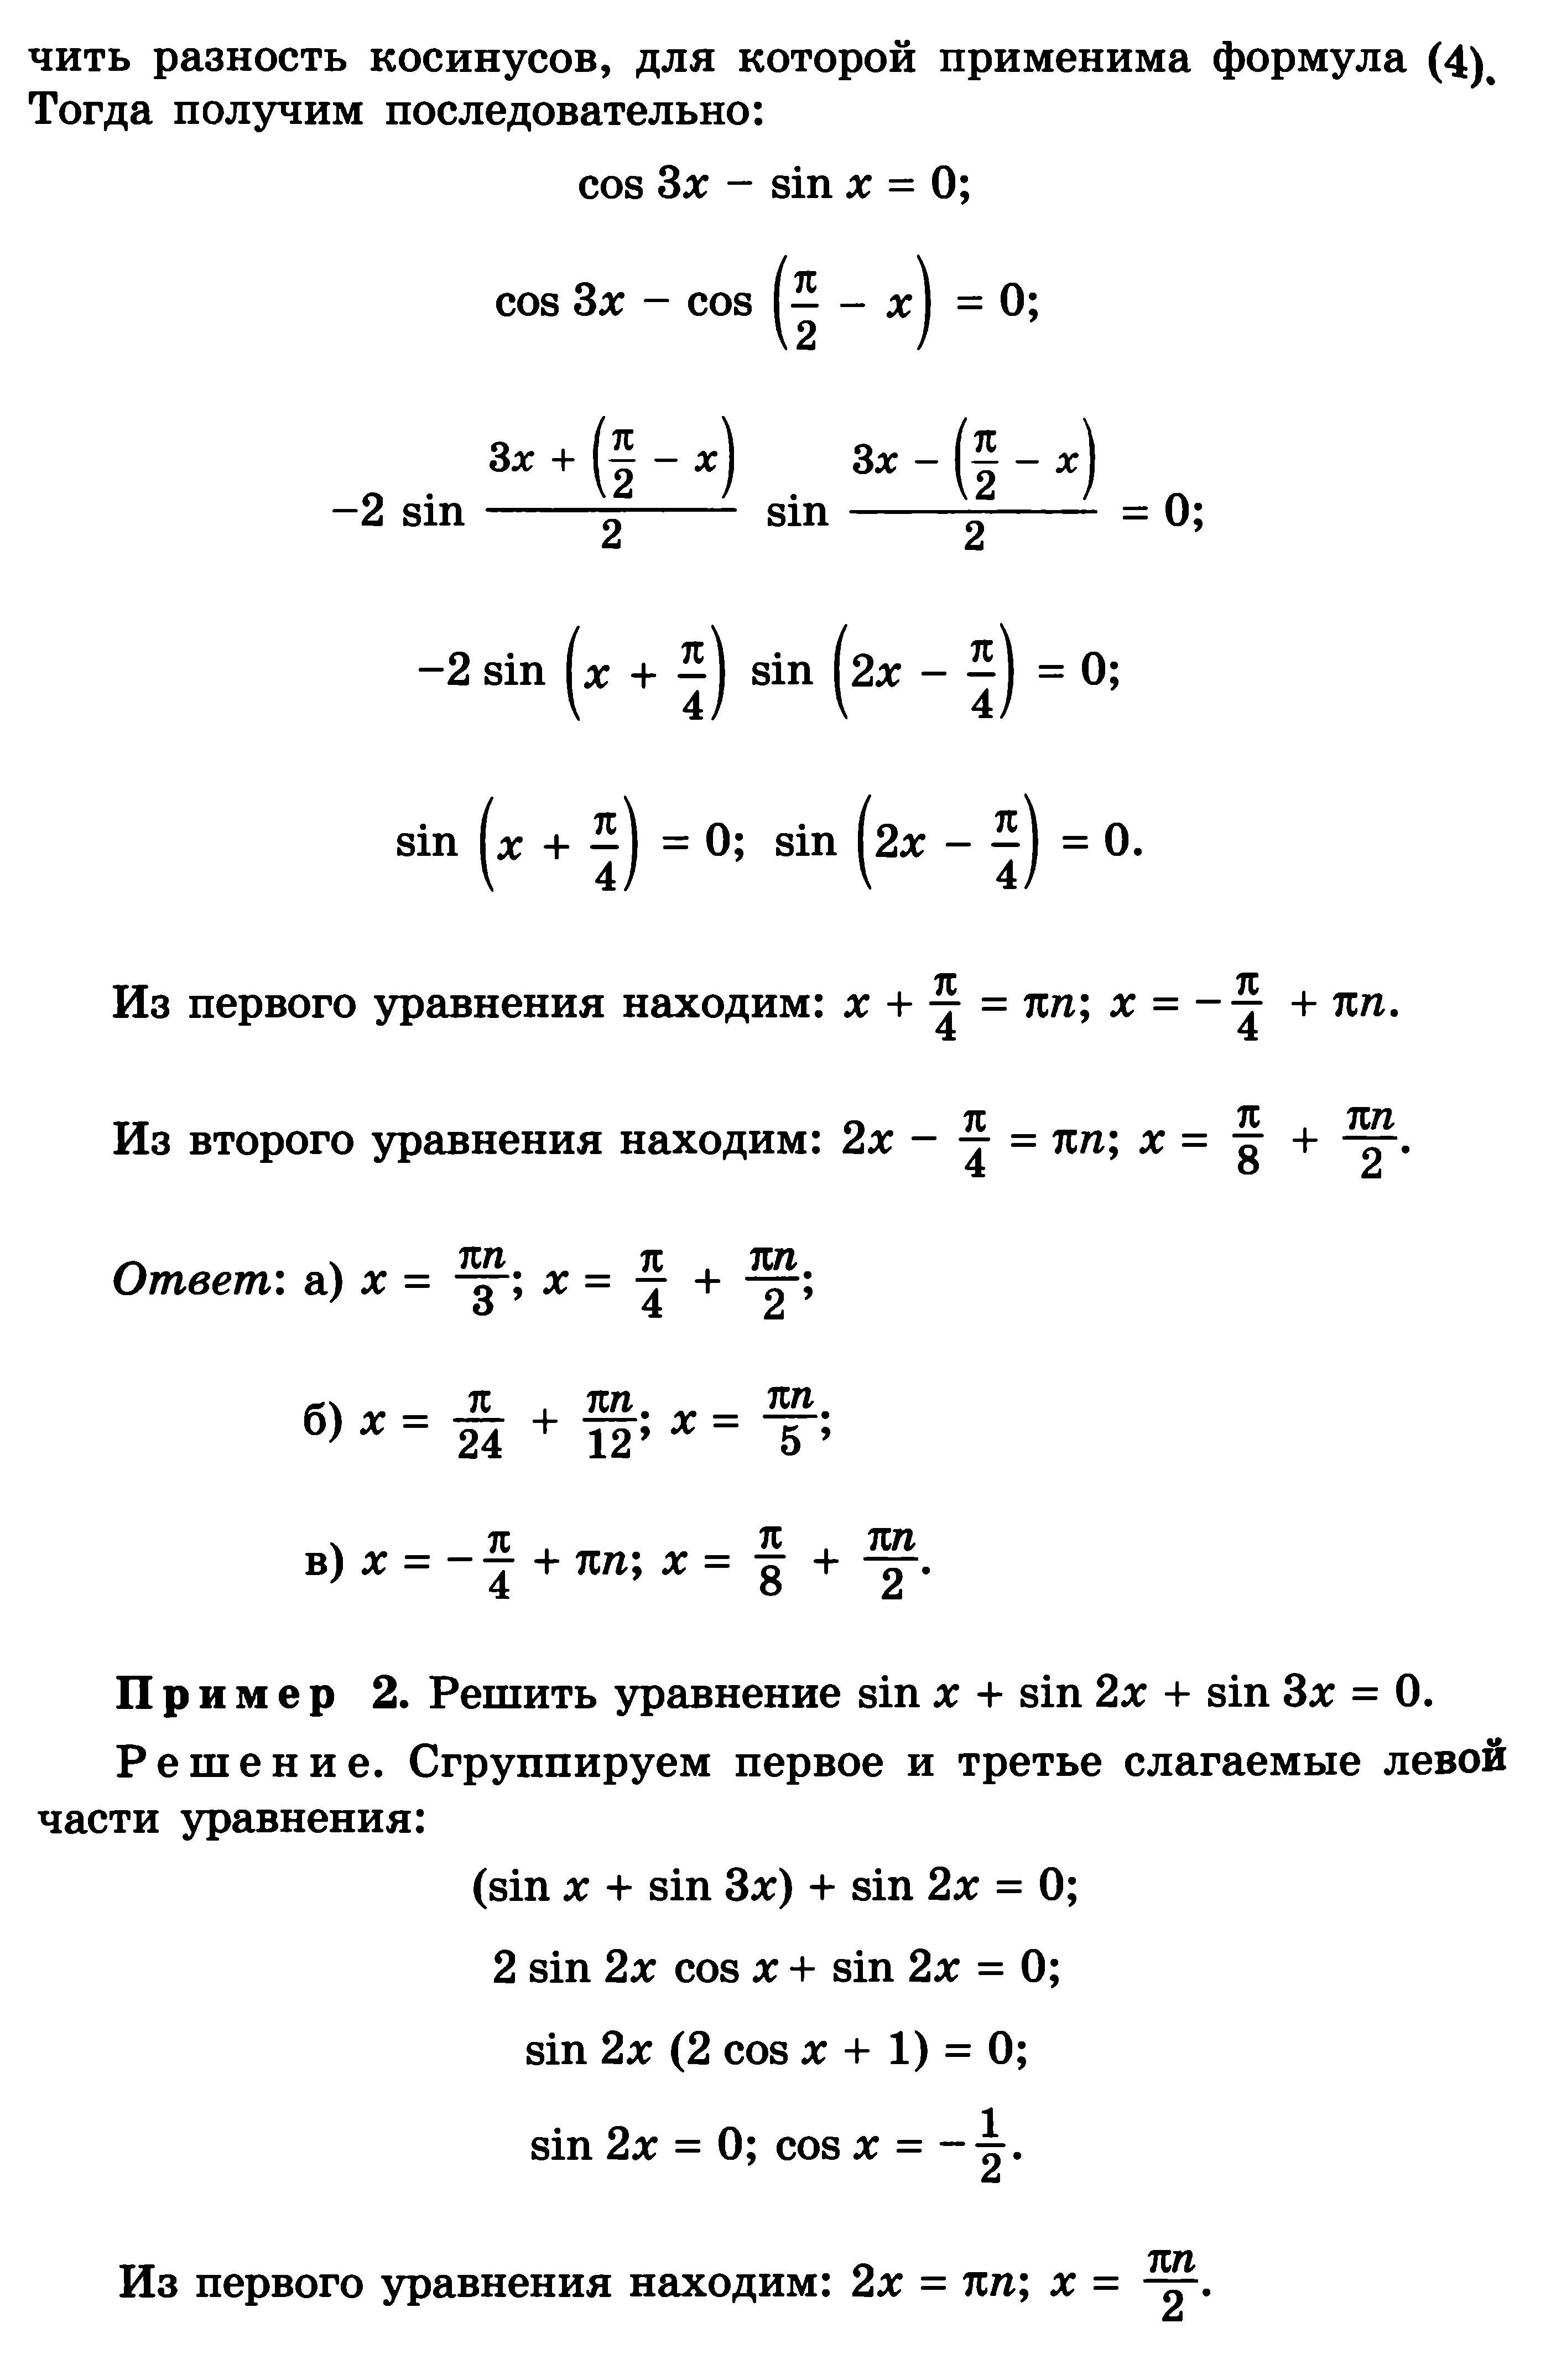 чить разность косинусов, для которой применима формула (4).
Тогда получим последовательно:
cos 3x − sin x = 0;
cos 3x − cos (π/2 − x) = 0;
−2 sin (3x + (π/2 − x))/2 sin (3x − (π/2 − x))/2 = 0;
−2 sin (x + π/4) sin (2x − π/4) = 0;
sin (x + π/4) = 0; sin (2x − π/4) = 0.
Из первого уравнения находим: x + π/4 = πn; x = −π/4 + πn.
Из второго уравнения находим: 2x − π/4 = πn; x = π/8 + πn/2.
Ответ: а) x = πn/3; x = π/4 + πn/2;
б) x = π/24 + πn/12; x = πn/5;
в) x = −π/4 + πn; x = π/8 + πn/2.
Пример 2. Решить уравнение sin x + sin 2x + sin 3x = 0.
Решение. Сгруппируем первое и третье слагаемые левой
части уравнения:
(sin x + sin 3x) + sin 2x = 0;
2 sin 2x cos x + sin 2x = 0;
sin 2x (2 cos x + 1) = 0;
sin 2x = 0; cos x = −1/2.
Из первого уравнения находим: 2x = πn; x = πn/2.